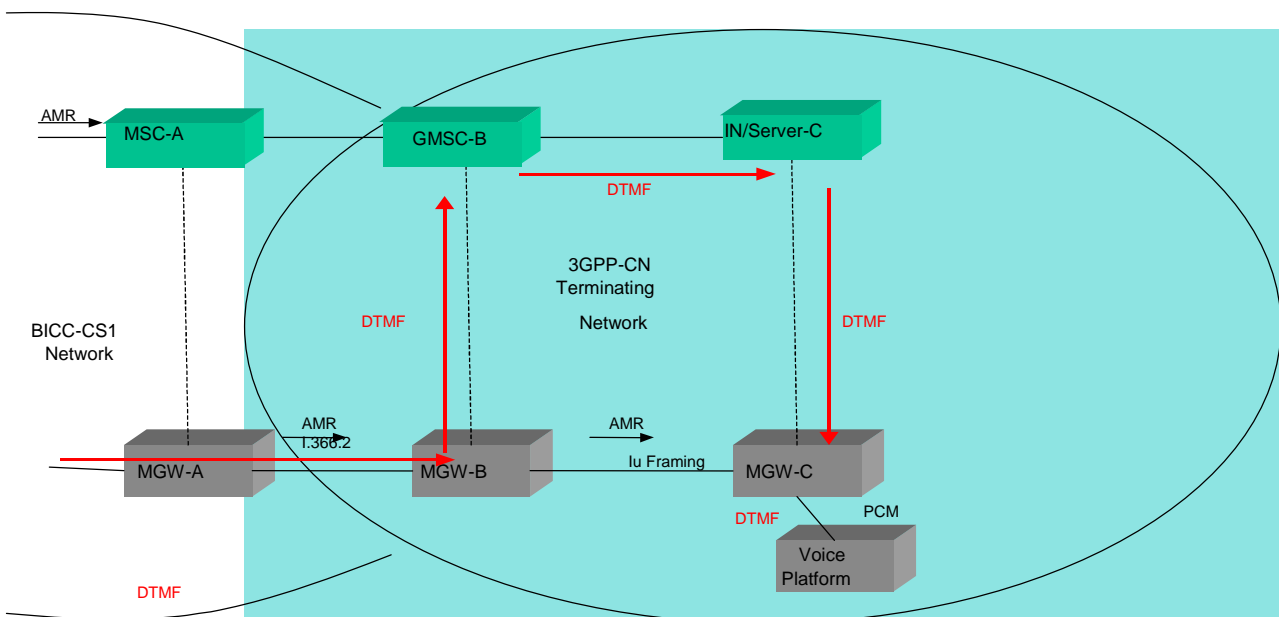 AMR
MSC-A
GMSC-B
IN/Server-C
DTMF
3GPP-CN
Terminating
Network
BICC-CS1
Network
DTMF
DTMF
AMR
I.366.2
AMR
Iu Framing
MGW-A
MGW-B
MGW-C
DTMF
PCM
Voice
Platform
DTMF